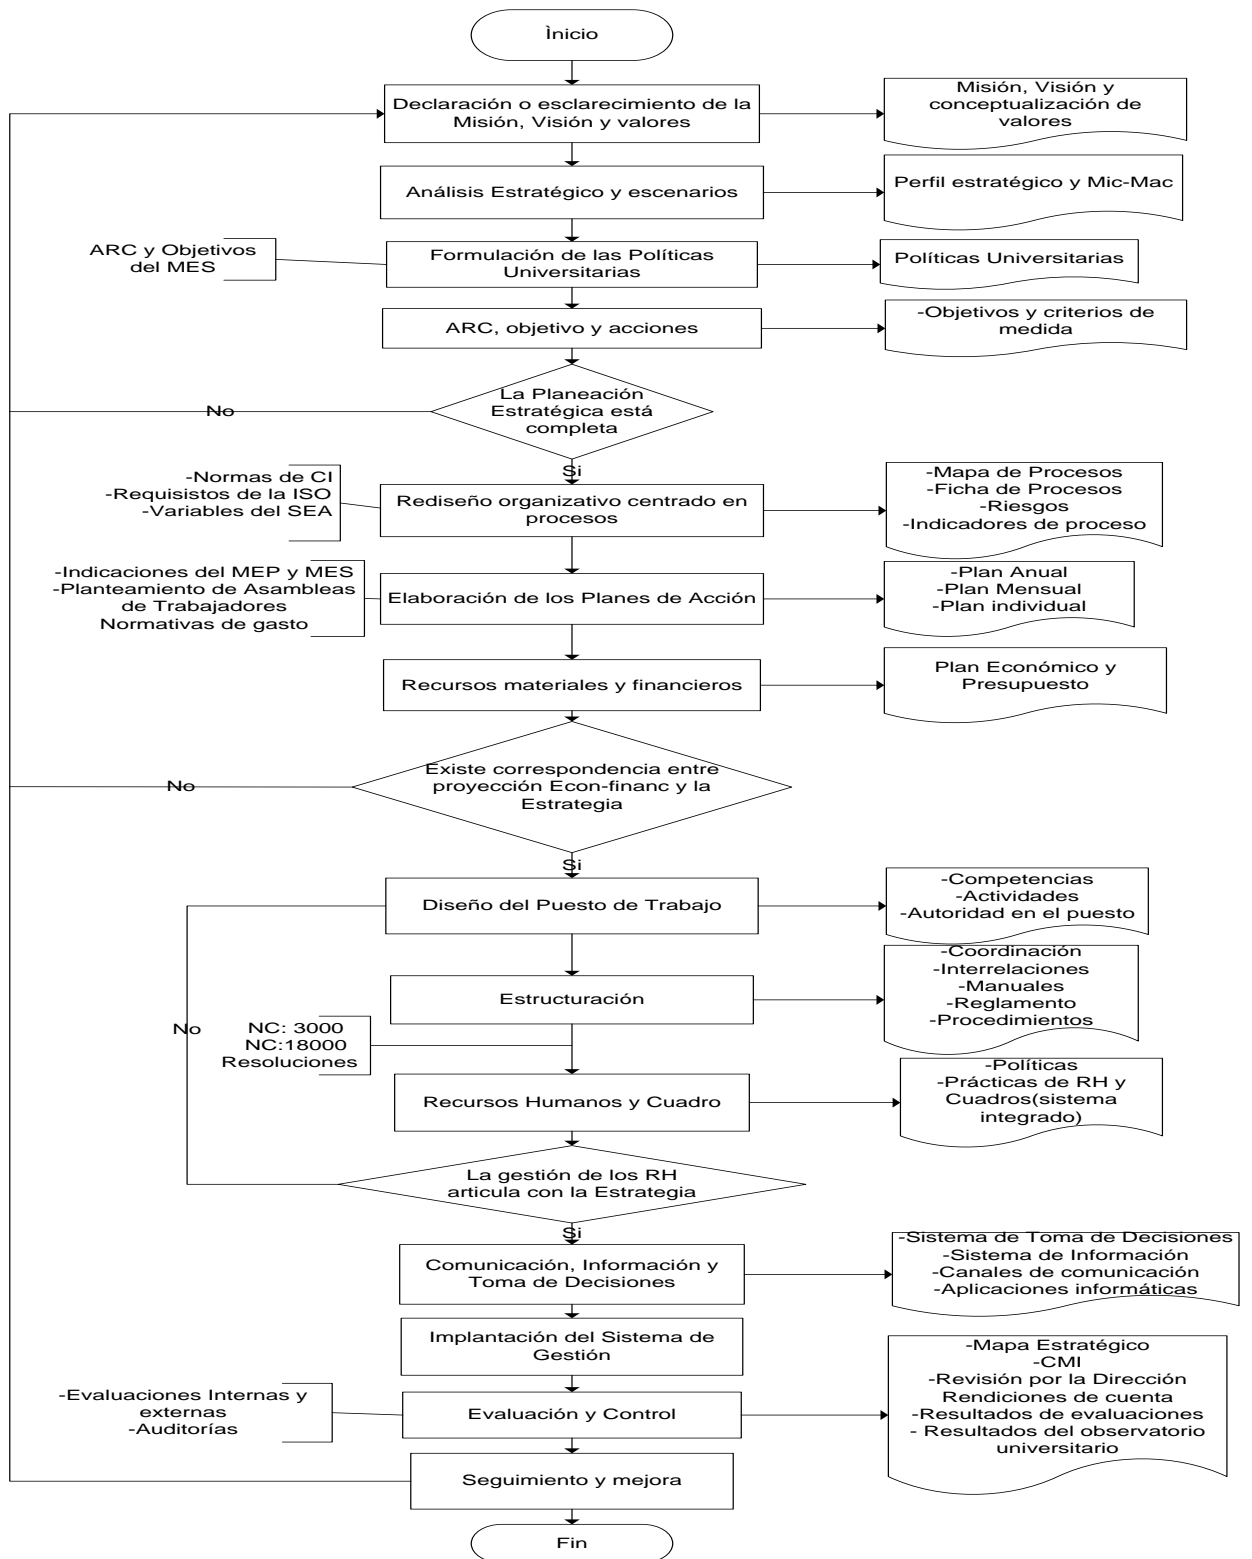 Ìnicio
Declaración o esclarecimiento de la
Misión, Visión y valores
Misión, Visión y
conceptualización de
valores
Análisis Estratégico y escenarios
Perfil estratégico y Mic-Mac
ARC y Objetivos
del MES
Formulación de las Políticas
Universitarias
Políticas Universitarias
ARC, objetivo y acciones
-Objetivos y criterios de
medida
La Planeación
Estratégica está
completa
No
Si
-Normas de CI
-Requisistos de la ISO
-Variables del SEA
Rediseño organizativo centrado en
procesos
-Mapa de Procesos
-Ficha de Procesos
-Riesgos
-Indicadores de proceso
-Indicaciones del MEP y MES
-Planteamiento de Asambleas
de Trabajadores
Normativas de gasto
Elaboración de los Planes de Acción
-Plan Anual
-Plan Mensual
-Plan individual
Recursos materiales y financieros
Plan Económico y
Presupuesto
Existe correspondencia entre
proyección Econ-financ y la
Estrategia
No
Si
Diseño del Puesto de Trabajo
-Competencias
-Actividades
-Autoridad en el puesto
Estructuración
-Coordinación
-Interrelaciones
-Manuales
-Reglamento
-Procedimientos
No
NC: 3000
NC:18000
Resoluciones
Recursos Humanos y Cuadro
-Políticas
-Prácticas de RH y
Cuadros(sistema
integrado)
La gestión de los RH
articula con la Estrategia
Si
Comunicación, Información y
Toma de Decisiones
-Sistema de Toma de Decisiones
-Sistema de Información
-Canales de comunicación
-Aplicaciones informáticas
Implantación del Sistema de
Gestión
-Evaluaciones Internas y
externas
-Auditorías
Evaluación y Control
-Mapa Estratégico
-CMI
-Revisión por la Dirección
Rendiciones de cuenta
-Resultados de evaluaciones
- Resultados del observatorio
universitario
Seguimiento y mejora
Fin